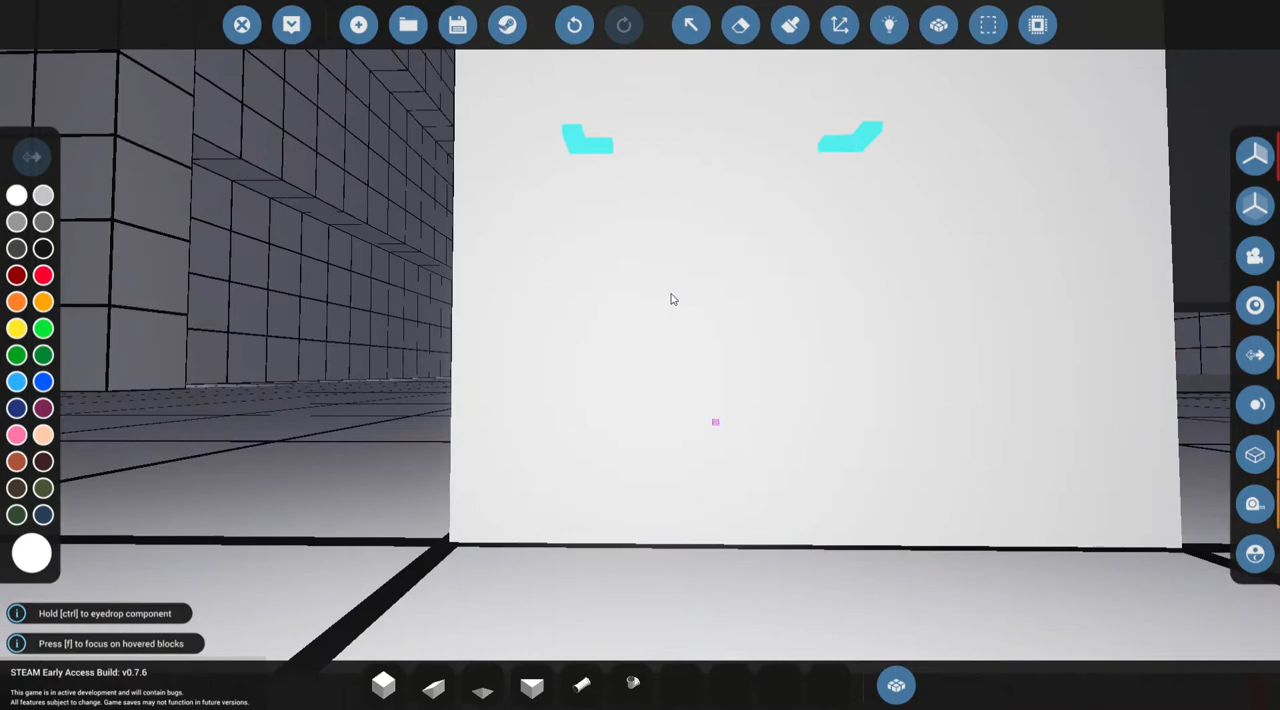 Hold [ctrl] to eyedrop component
Press [f] to focus on hovered blocks
STEAM Early Access Build: v0.7.6
This game is in active development and will contain bugs.
All features subject to change. Game saves may not function in future versions.